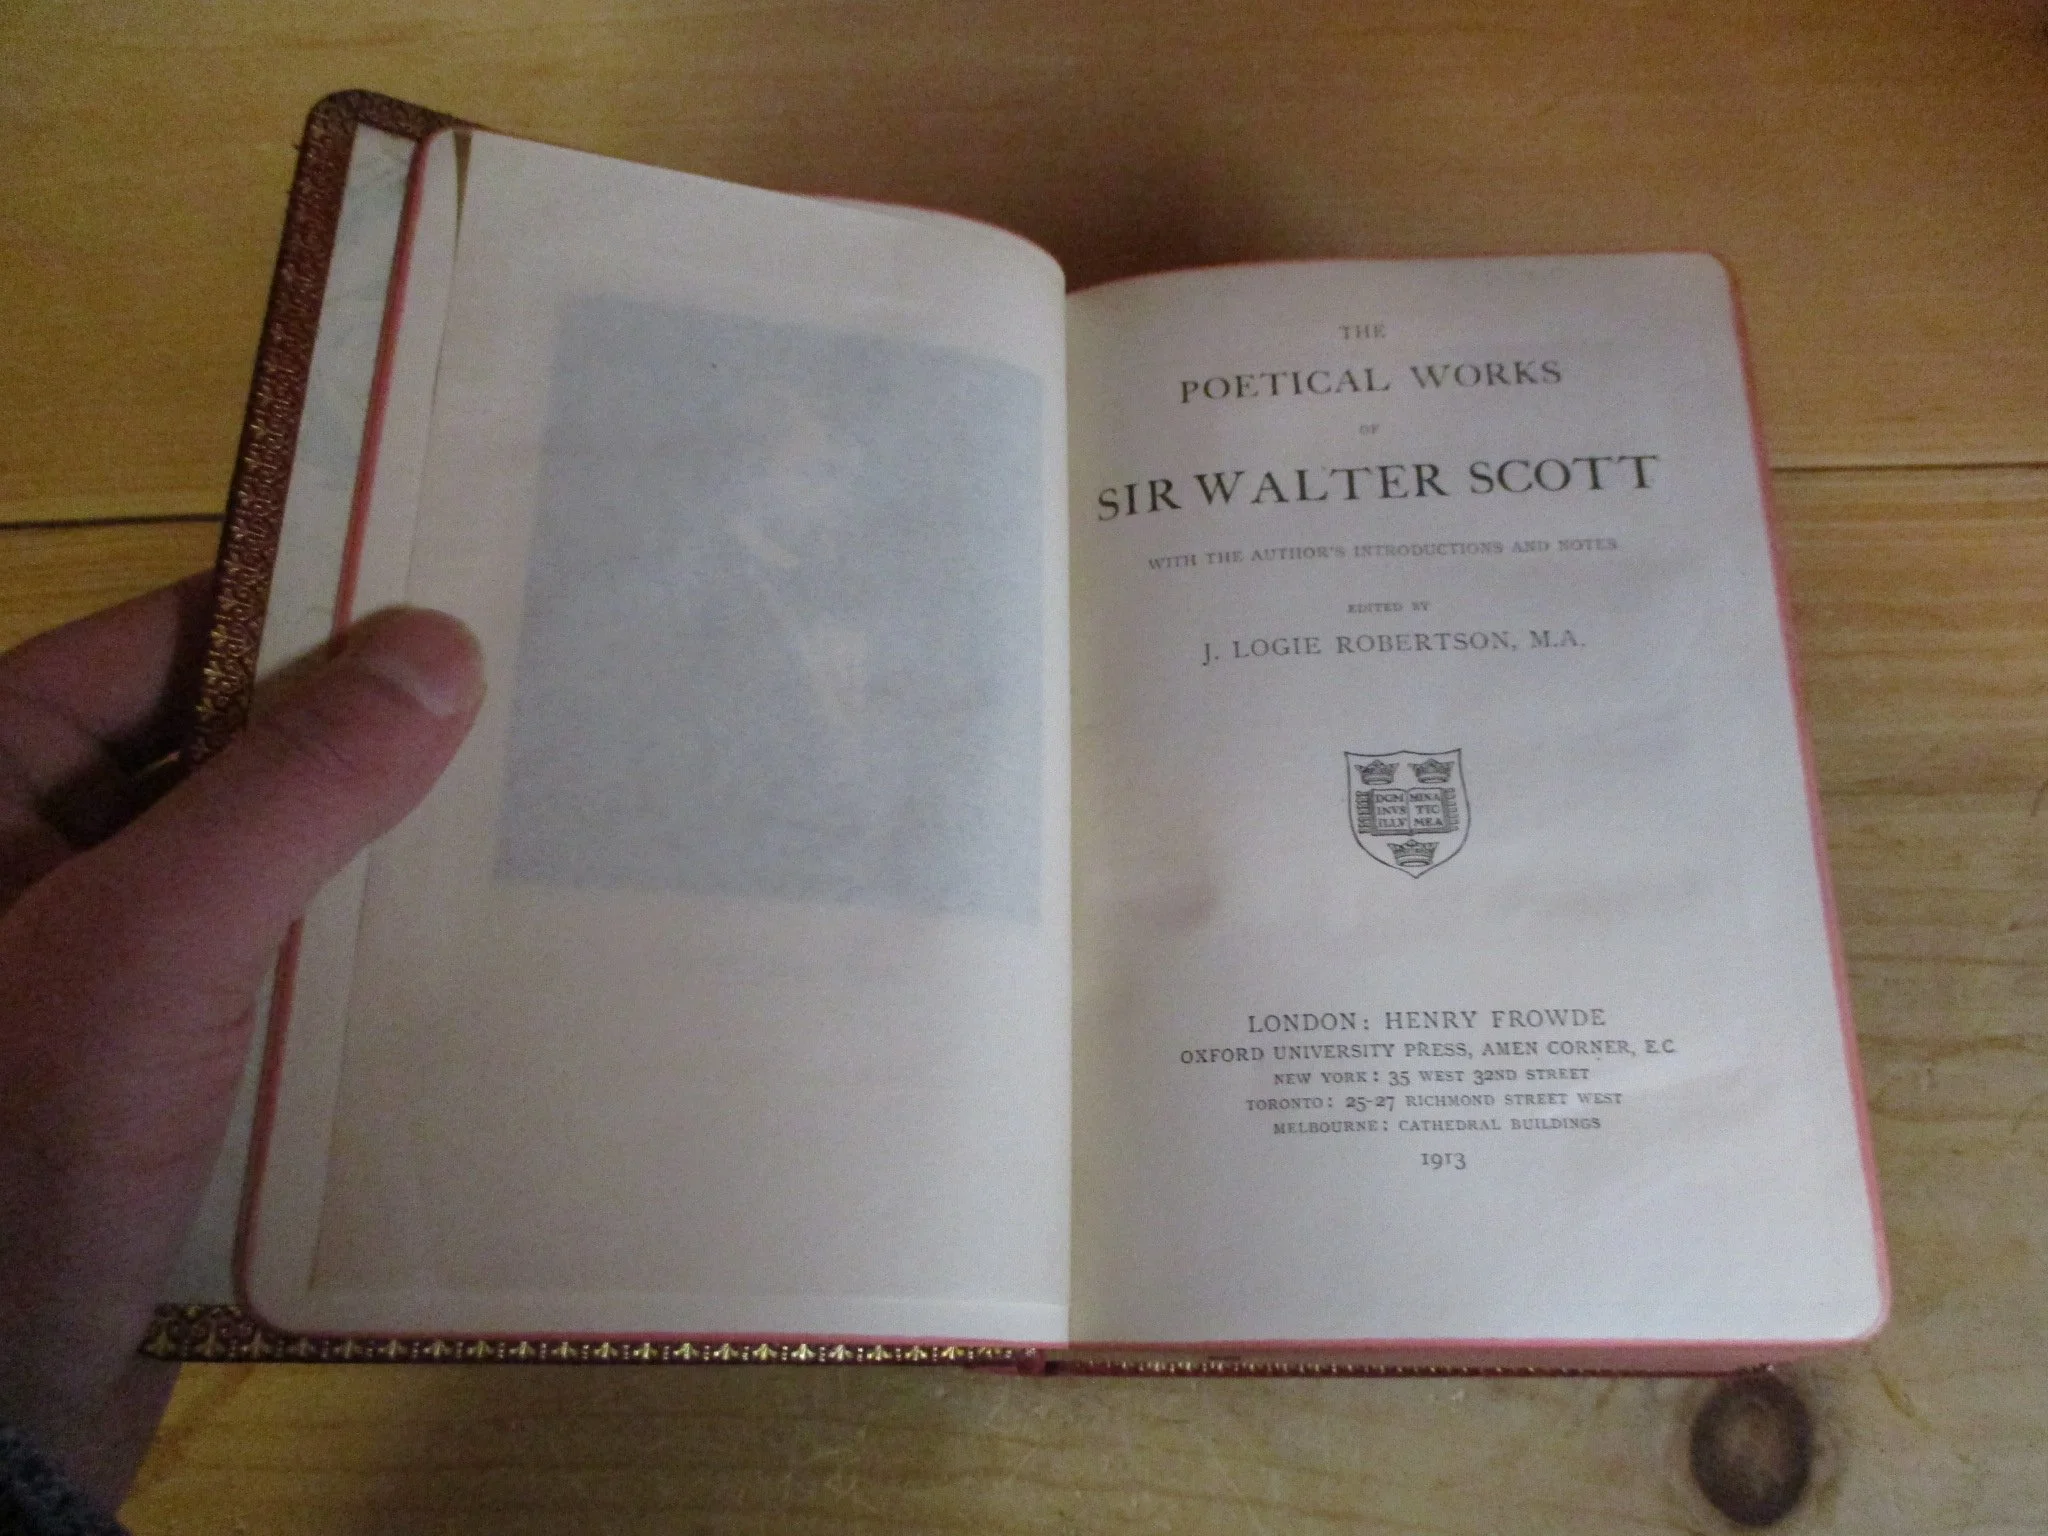 THE
POETICAL WORKS
OF
SIR WALTER SCOTT
WITH THE AUTHOR'S INTRODUCTIONS AND NOTES
EDITED BY
J. LOGIE ROBERTSON, M.A.
DOM MINA
INVS TIO
ILLV MEA
LONDON: HENRY FROWDE
OXFORD UNIVERSITY PRESS, AMEN CORNER, E.C.
NEW YORK: 35 WEST 32ND STREET
TORONTO: 25-27 RICHMOND STREET WEST
MELBOURNE: CATHEDRAL BUILDINGS
1913